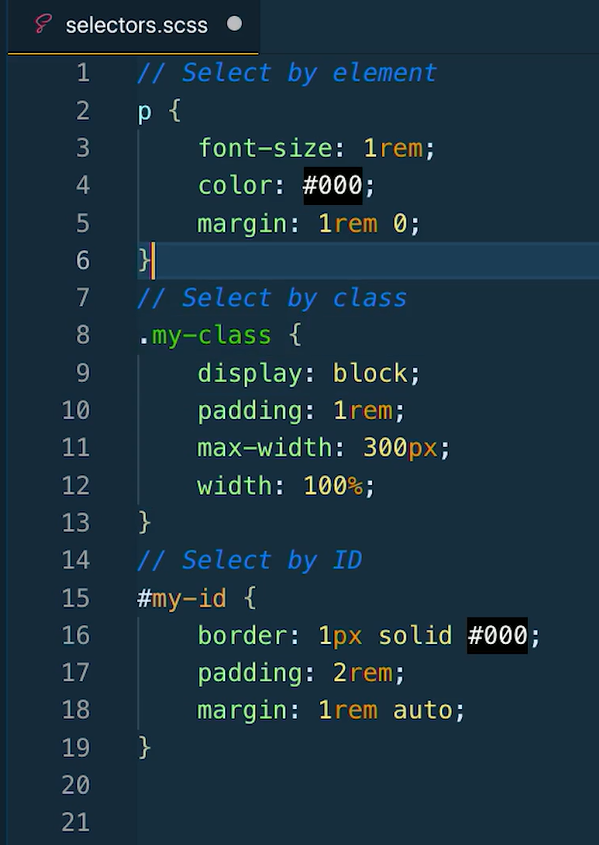 selectors.scss
1 // Select by element
2 p {
3     font-size: 1rem;
4     color: #000;
5     margin: 1rem 0;
6 }
7 // Select by class
8 .my-class {
9     display: block;
10     padding: 1rem;
11     max-width: 300px;
12     width: 100%;
13 }
14 // Select by ID
15 #my-id {
16     border: 1px solid #000;
17     padding: 2rem;
18     margin: 1rem auto;
19 }
20
21